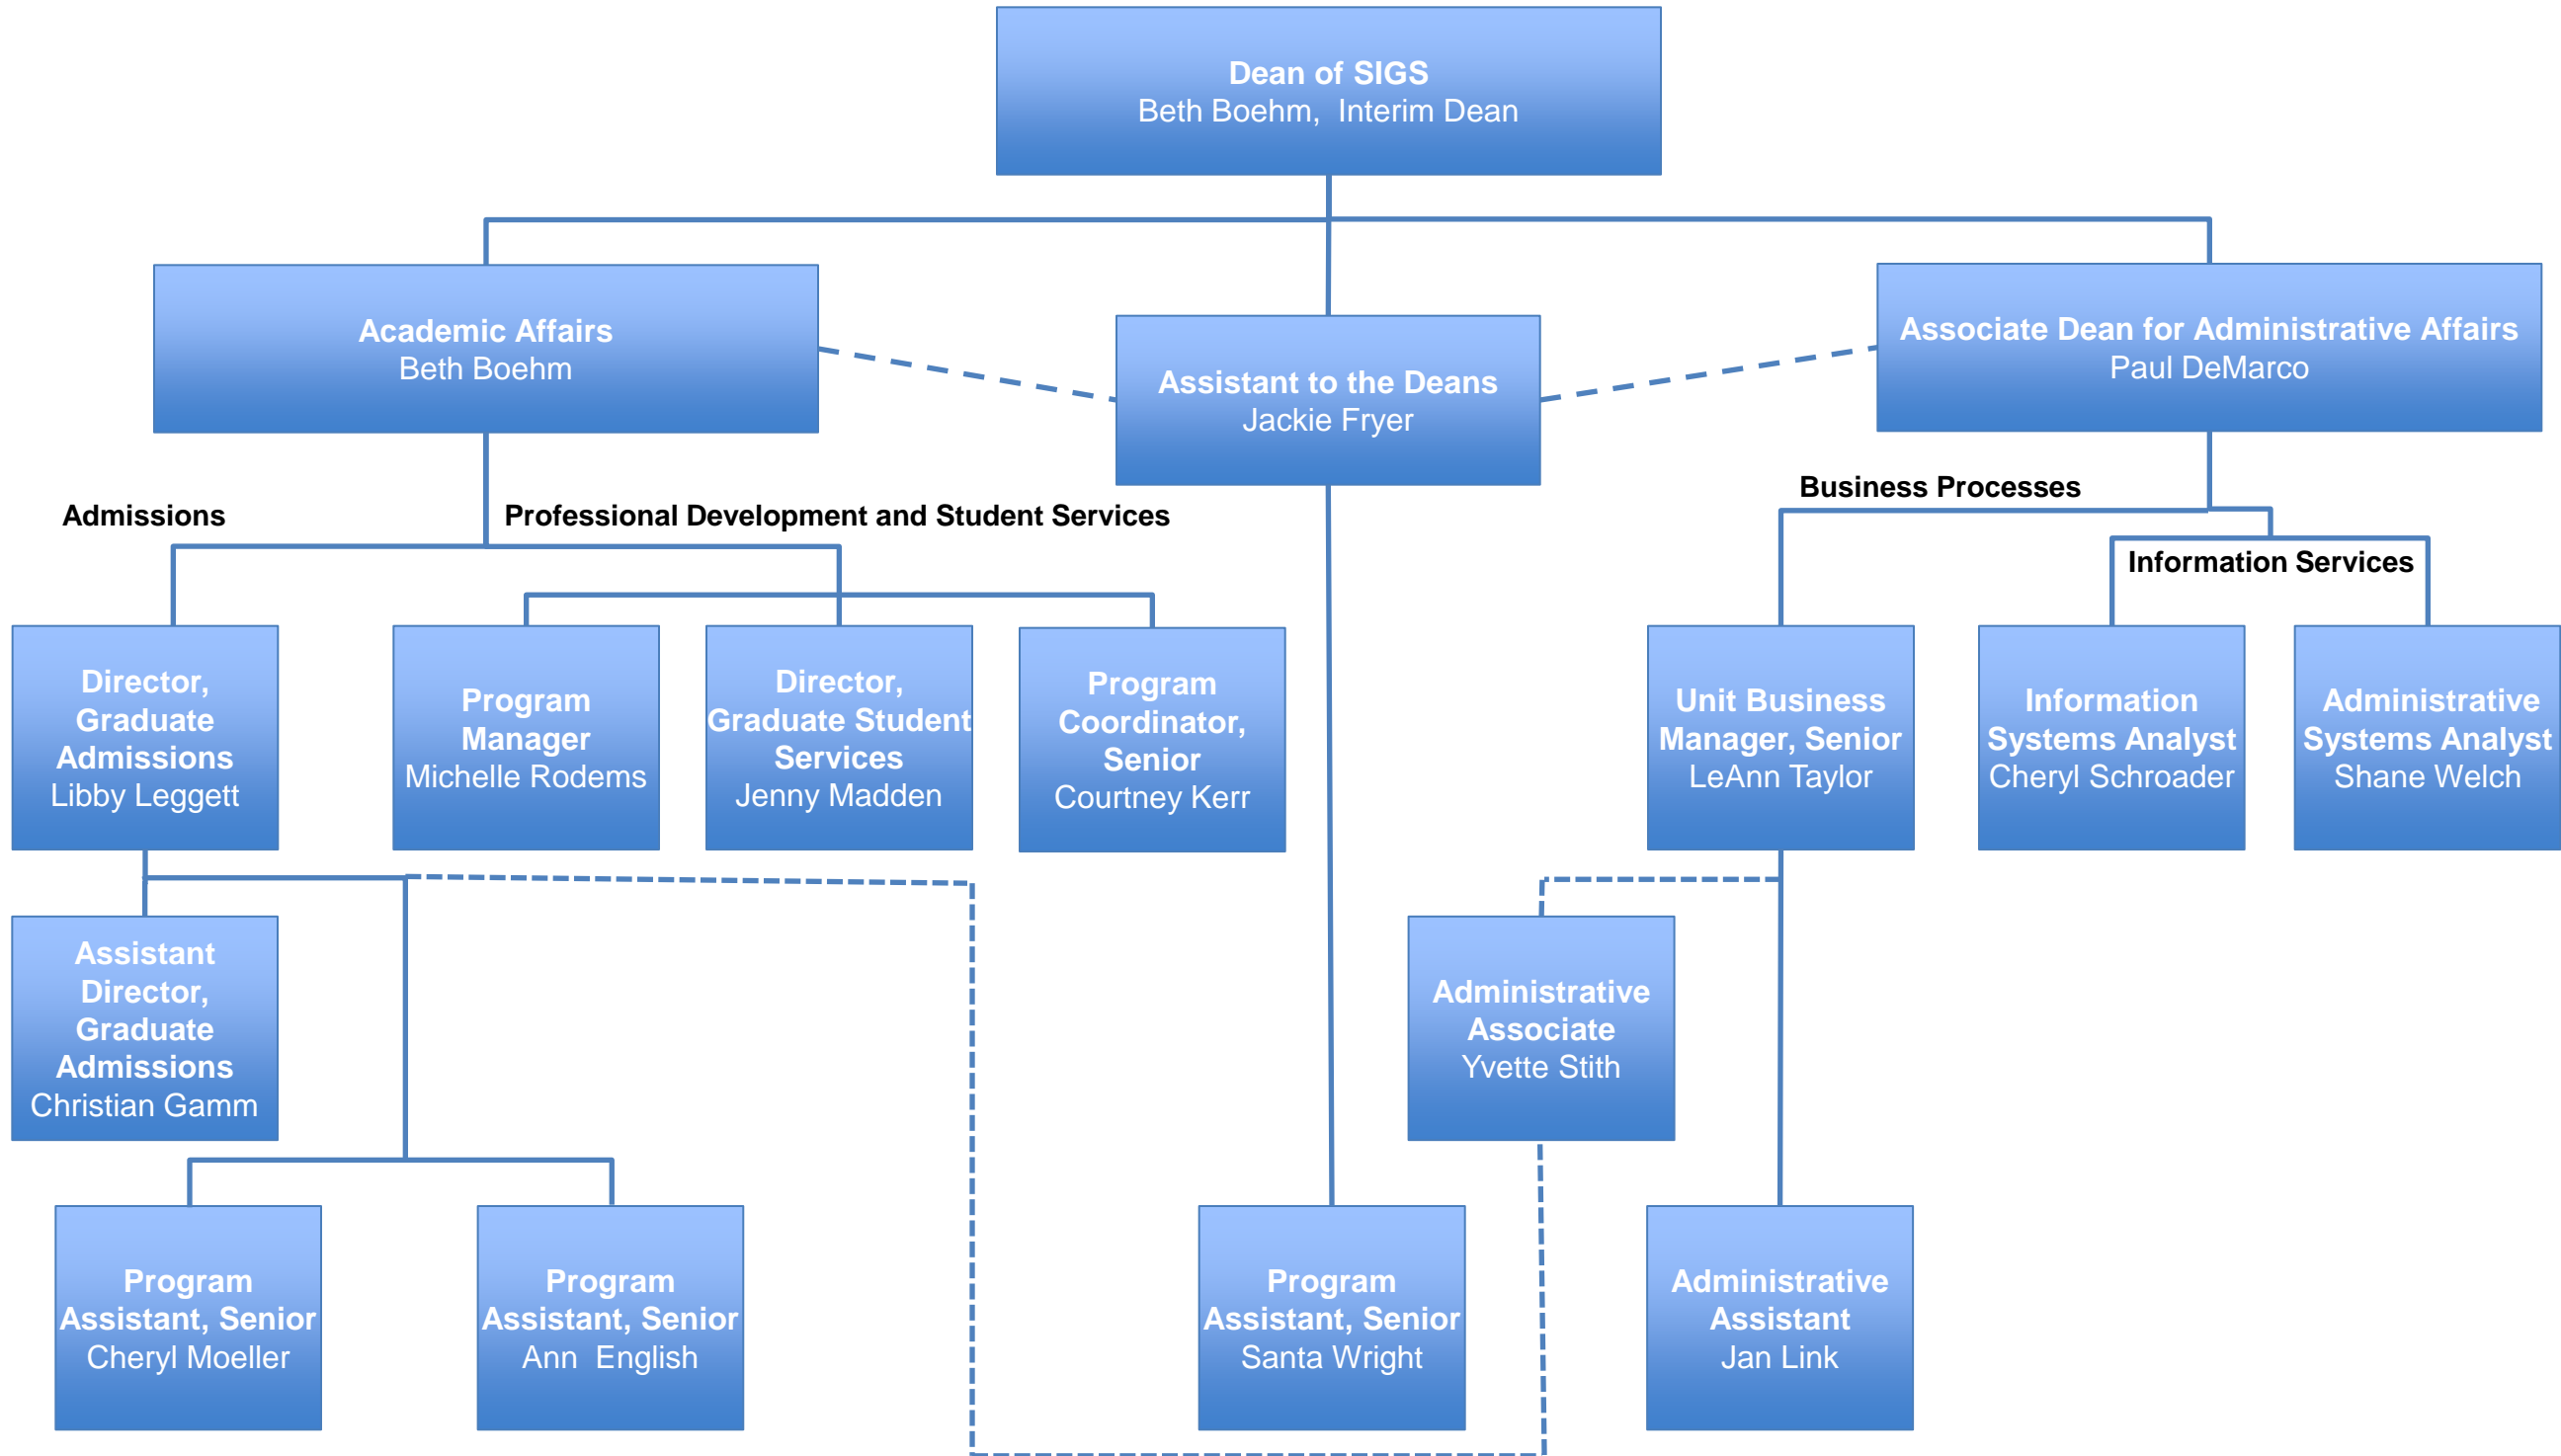 Dean of SIGS
Beth Boehm,  Interim Dean
Academic Affairs
Beth Boehm
Assistant to the Deans
Jackie Fryer
Associate Dean for Administrative Affairs
Paul DeMarco
Admissions
Professional Development and Student Services
Business Processes
Information Services
Director,
Graduate
Admissions
Libby Leggett
Program
Manager
Michelle Rodems
Director,
Graduate Student
Services
Jenny Madden
Program
Coordinator,
Senior
Courtney Kerr
Unit Business
Manager, Senior
LeAnn Taylor
Information
Systems Analyst
Cheryl Schroader
Administrative
Systems Analyst
Shane Welch
Assistant
Director,
Graduate
Admissions
Christian Gamm
Administrative
Associate
Yvette Stith
Program
Assistant, Senior
Cheryl Moeller
Program
Assistant, Senior
Ann  English
Program
Assistant, Senior
Santa Wright
Administrative
Assistant
Jan Link